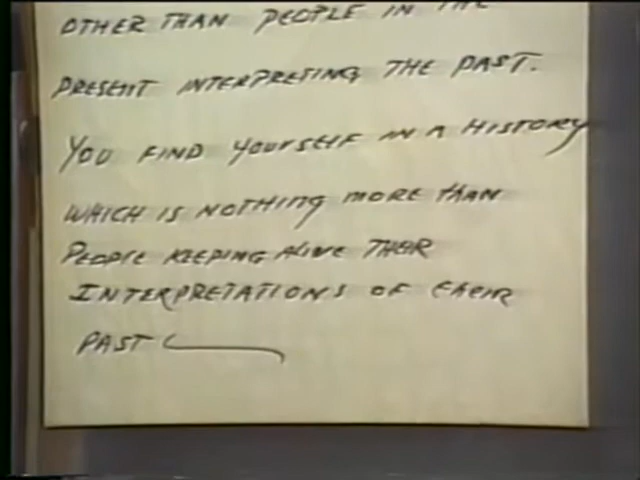 OTHER THAN PEOPLE IN THE
PRESENT INTERPRETING THE PAST.
YOU FIND YOURSELF IN A HISTORY
WHICH IS NOTHING MORE THAN
PEOPLE KEEPING ALIVE THEIR
INTERPRETATIONS OF THEIR
PAST